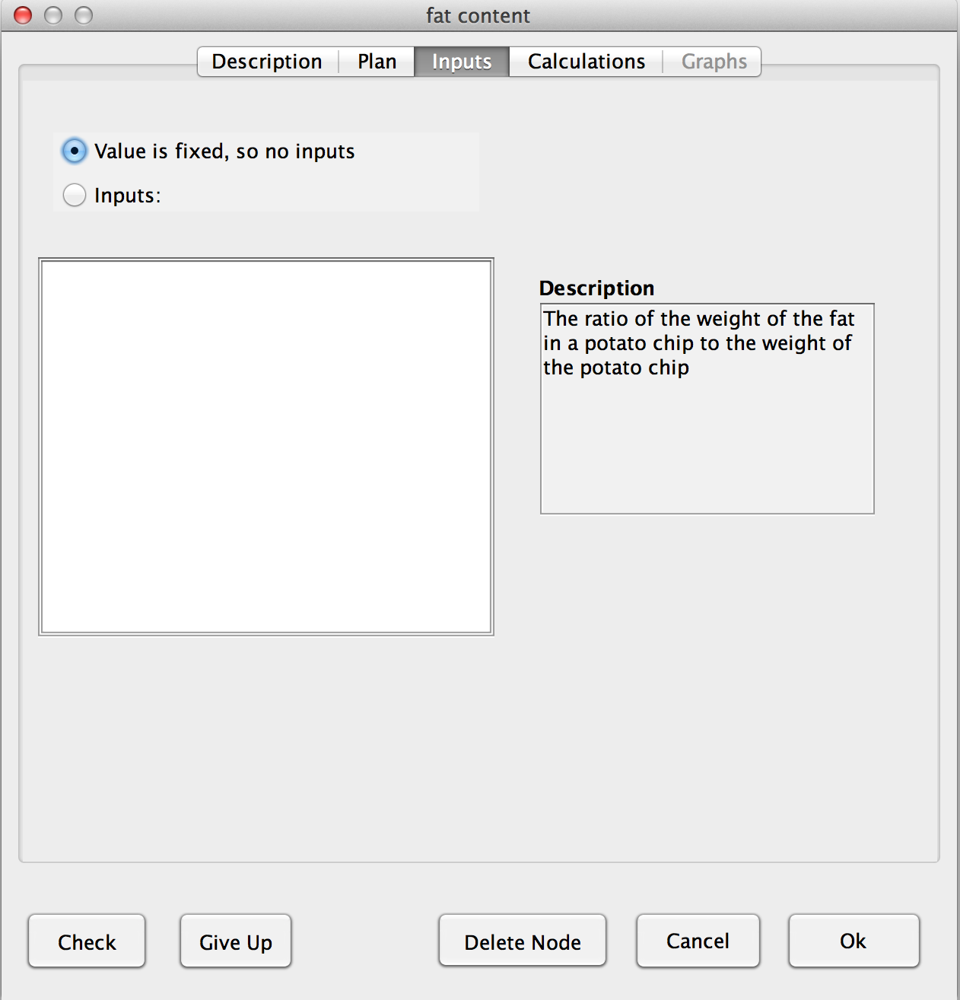 fat content
Description Plan Inputs Calculations Graphs
Value is fixed, so no inputs
Inputs:
Description
The ratio of the weight of the fat
in a potato chip to the weight of
the potato chip
Check Give Up Delete Node Cancel Ok